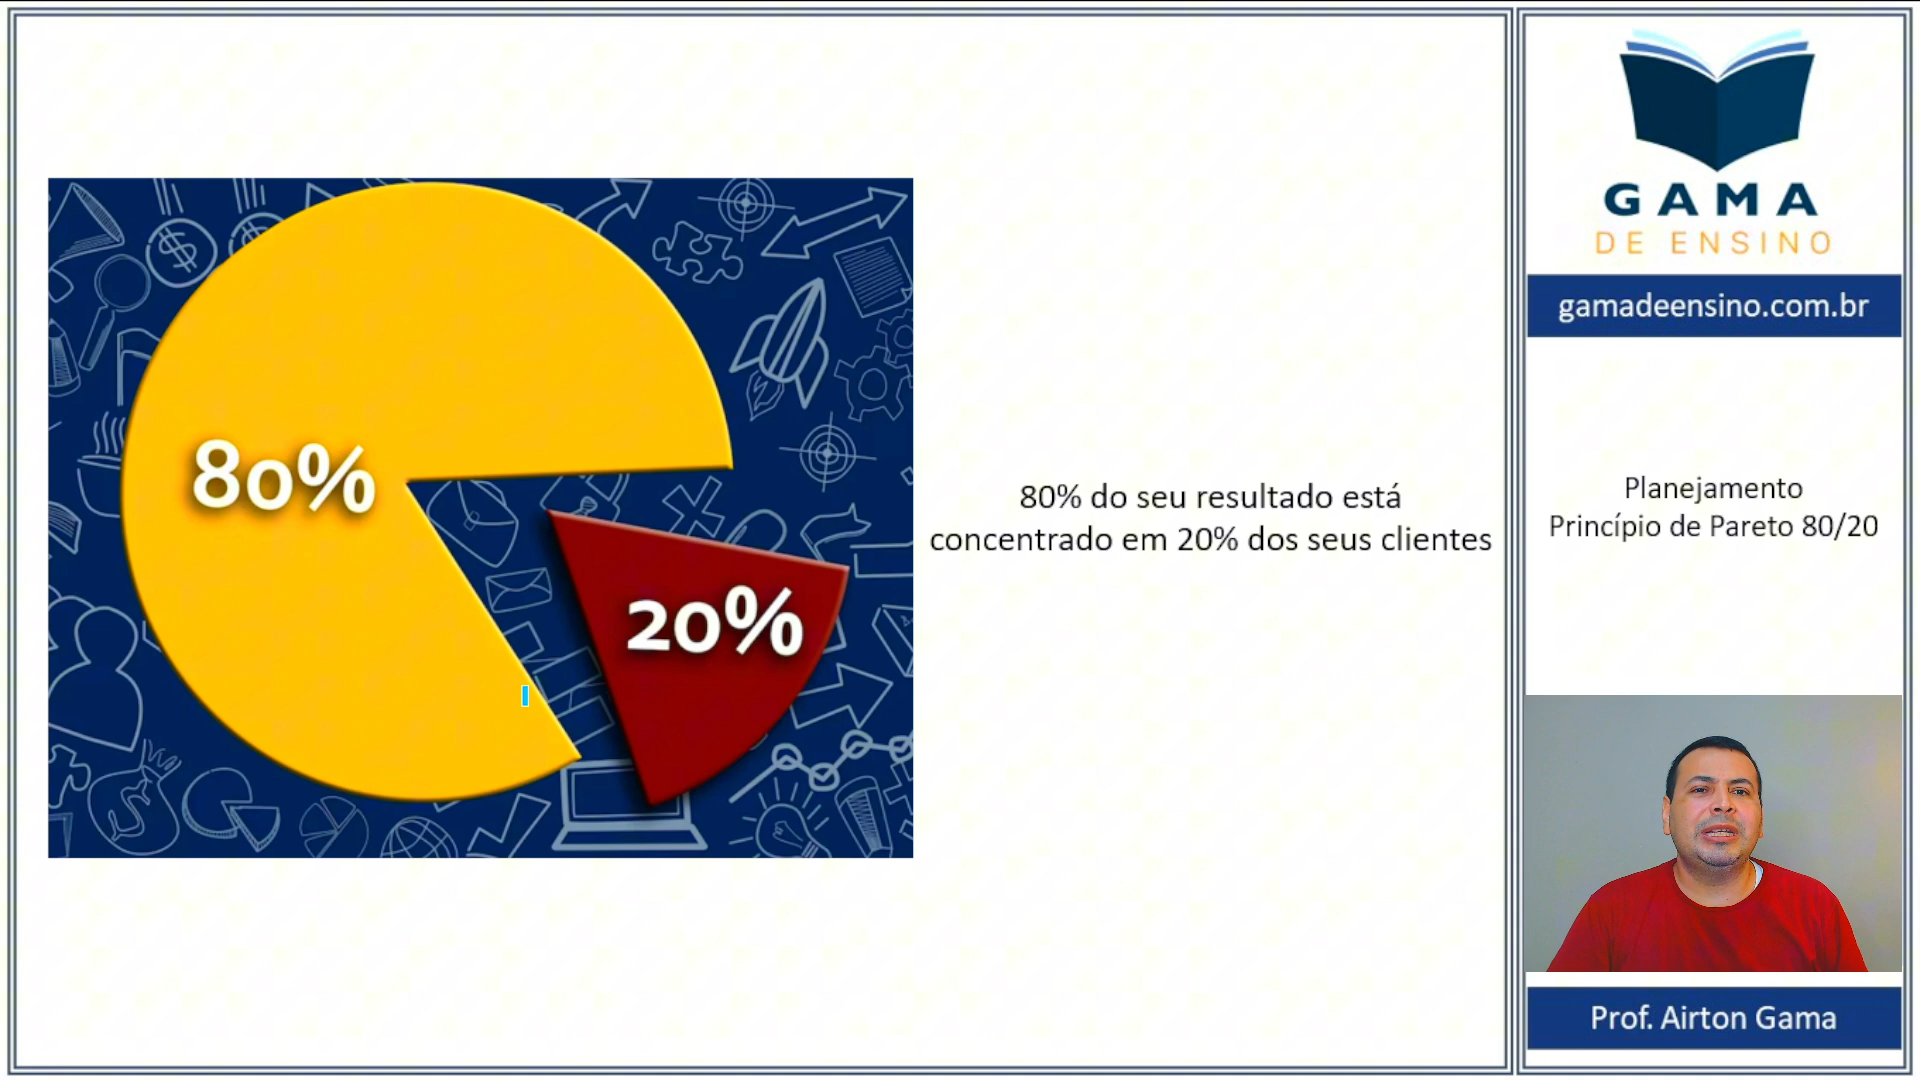 80%
20%
80% do seu resultado está
concentrado em 20% dos seus clientes
GAMA
DE ENSINO
gamadeensino.com.br
Planejamento
Princípio de Pareto 80/20
Prof. Airton Gama